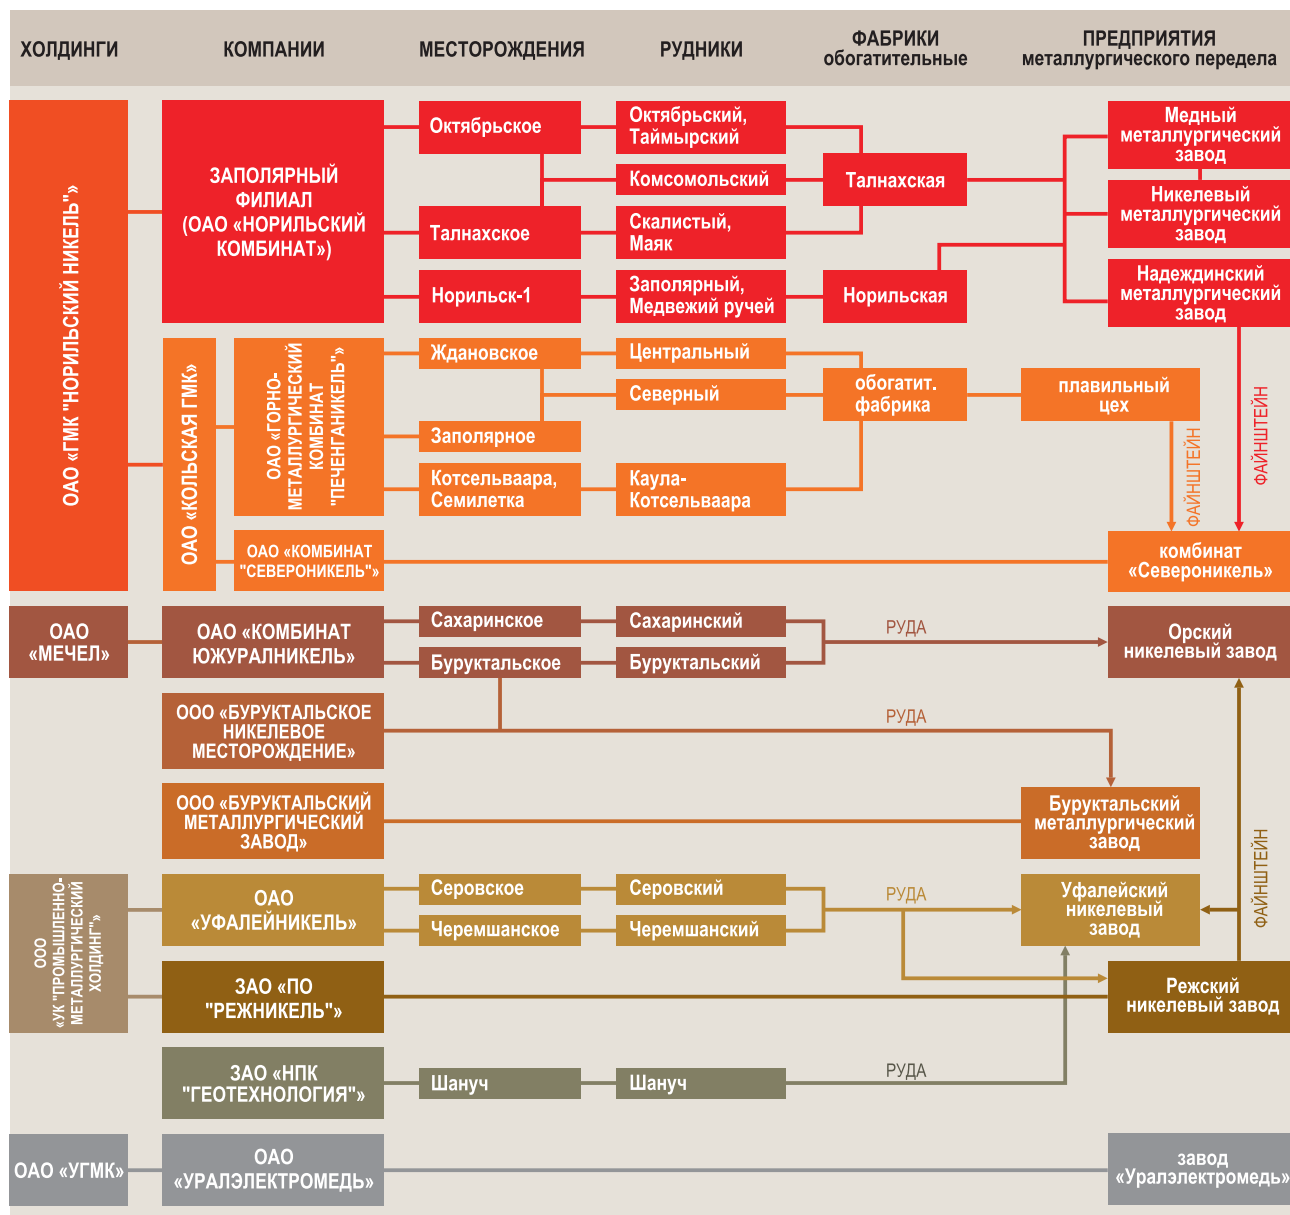 ХОЛДИНГИ
КОМПАНИИ
МЕСТОРОЖДЕНИЯ
РУДНИКИ
ФАБРИКИ
обогатительные
ПРЕДПРИЯТИЯ
металлургического передела
ОАО «ГМК "НОРИЛЬСКИЙ НИКЕЛЬ"»
ЗАПОЛЯРНЫЙ
ФИЛИАЛ
(ОАО «НОРИЛЬСКИЙ
КОМБИНАТ»)
Октябрьское
Октябрьский,
Таймырский
Комсомольский
Талнахская
Талнахское
Скалистый,
Маяк
Норильск-1
Заполярный,
Медвежий ручей
Норильская
Медный
металлургический
завод
Никелевый
металлургический
завод
Надеждинский
металлургический
завод
ОАО «КОЛЬСКАЯ ГМК»
ОАО «ГОРНО-
МЕТАЛЛУРГИЧЕСКИЙ
КОМБИНАТ
"ПЕЧЕНГАНИКЕЛЬ"»
Ждановское
Центральный
Северный
обогатит.
фабрика
плавильный
цех
Заполярное
Котсельваара,
Семилетка
Каула-
Котсельваара
ФАЙНШТЕЙН
ФАЙНШТЕЙН
ОАО «КОМБИНАТ
"СЕВЕРОНИКЕЛЬ"»
комбинат
«Североникель»
ОАО
«МЕЧЕЛ»
ОАО «КОМБИНАТ
ЮЖУРАЛНИКЕЛЬ»
Сахаринское
Сахаринский
РУДА
Буруктальское
Буруктальский
Орский
никелевый завод
ООО «БУРУКТАЛЬСКОЕ
НИКЕЛЕВОЕ
МЕСТОРОЖДЕНИЕ»
РУДА
ООО «БУРУКТАЛЬСКИЙ
МЕТАЛЛУРГИЧЕСКИЙ
ЗАВОД»
Буруктальский
металлургический
завод
ФАЙНШТЕЙН
ООО
«УК "ПРОМЫШЛЕННО-
МЕТАЛЛУРГИЧЕСКИЙ
ХОЛДИНГ"»
ОАО
«УФАЛЕЙНИКЕЛЬ»
Серовское
Серовский
РУДА
Черемшанское
Черемшанский
Уфалейский
никелевый
завод
ЗАО «ПО
"РЕЖНИКЕЛЬ"»
Режский
никелевый завод
ЗАО «НПК
"ГЕОТЕХНОЛОГИЯ"»
Шануч
Шануч
РУДА
ОАО «УГМК»
ОАО
«УРАЛЭЛЕКТРОМЕДЬ»
завод
«Уралэлектромедь»